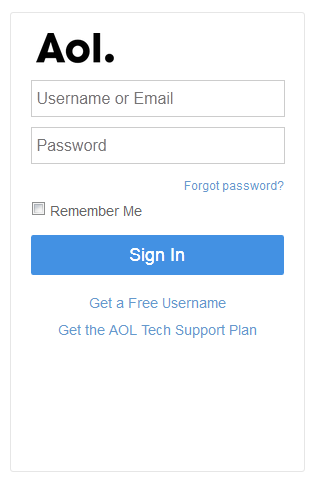 Aol.
Username or Email
Password
Forgot password?
Remember Me
Sign In
Get a Free Username
Get the AOL Tech Support Plan